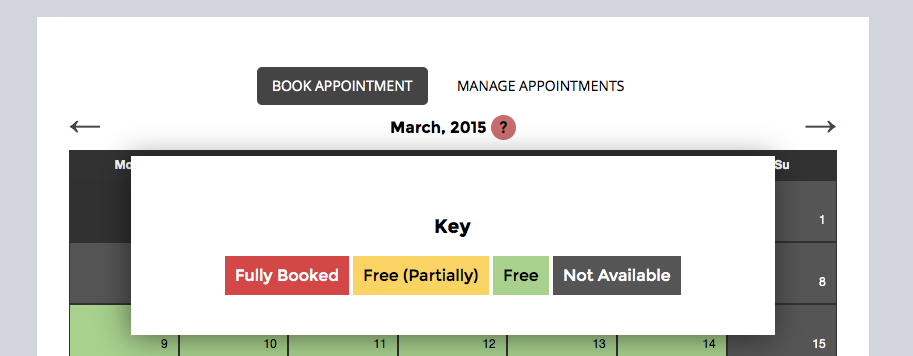 BOOK APPOINTMENT MANAGE APPOINTMENTS
← March, 2015 ? →
Su
1
Key
Fully Booked Free (Partially) Free Not Available
8
9 10 11 12 13 14 15